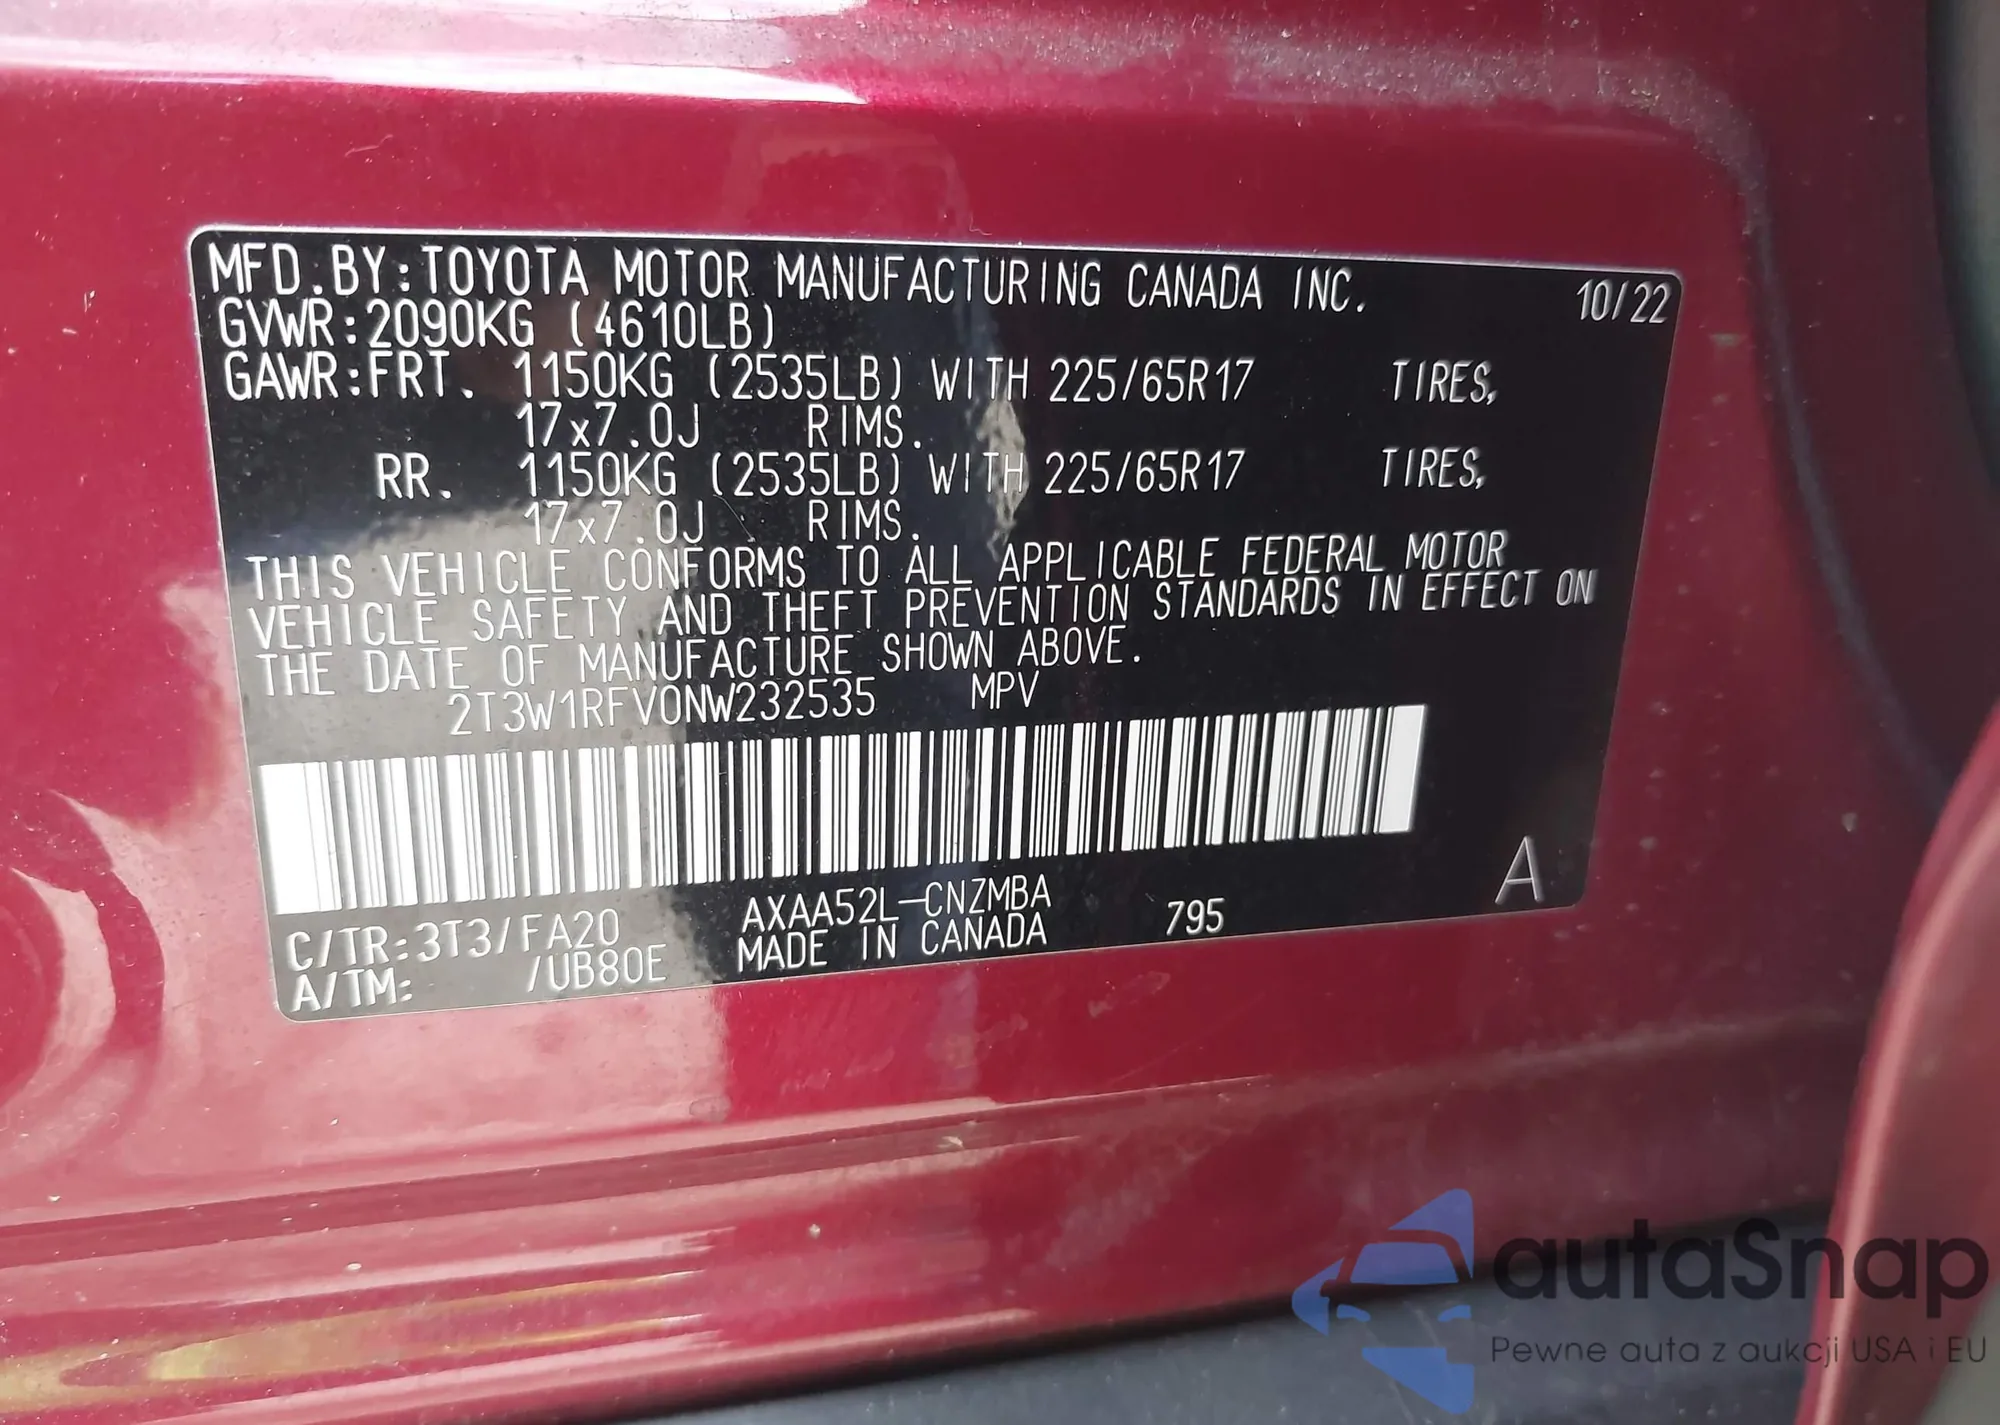 MFD.BY:TOYOTA MOTOR MANUFACTURING CANADA INC. 10/22
GVWR:2090KG (4610LB)
GAWR:FRT. 1150KG (2535LB) WITH 225/65R17 TIRES,
17x7.0J RIMS.
RR. 1150KG (2535LB) WITH 225/65R17 TIRES,
17x7.0J RIMS.
THIS VEHICLE CONFORMS TO ALL APPLICABLE FEDERAL MOTOR
VEHICLE SAFETY AND THEFT PREVENTION STANDARDS IN EFFECT ON
THE DATE OF MANUFACTURE SHOWN ABOVE.
2T3W1RFV0NW232535 MPV
C/TR:3T3/FA20 AXAA52L-CNZMBA 795 A
A/TM: /UB80E MADE IN CANADA
autaSnap
Pewne auta z aukcji USA i EU